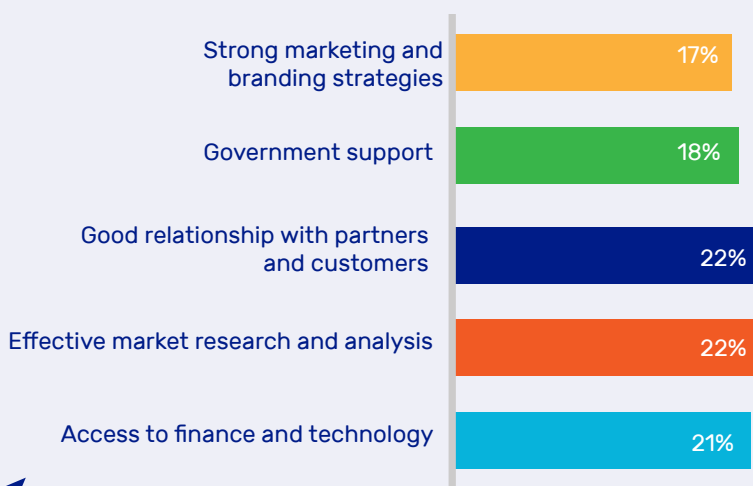 Strong marketing and
branding strategies
17%
Government support
18%
Good relationship with partners
and customers
22%
Effective market research and analysis
22%
Access to finance and technology
21%